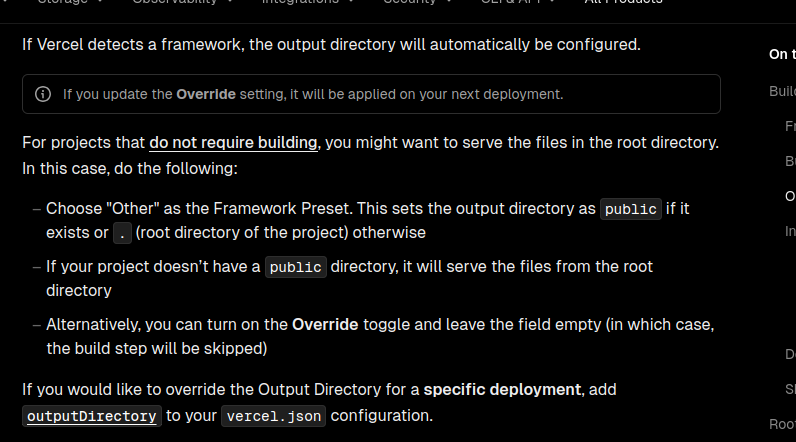 Storage Observability Integrations Security CLI & API All Products
If Vercel detects a framework, the output directory will automatically be configured.
On t
If you update the Override setting, it will be applied on your next deployment.
Buil
For projects that do not require building, you might want to serve the files in the root directory.
In this case, do the following:
– Choose "Other" as the Framework Preset. This sets the output directory as public if it
exists or . (root directory of the project) otherwise
– If your project doesn't have a public directory, it will serve the files from the root
directory
– Alternatively, you can turn on the Override toggle and leave the field empty (in which case,
the build step will be skipped)
If you would like to override the Output Directory for a specific deployment, add
outputDirectory to your vercel.json configuration.
Fr
B
O
In
D
S
Root